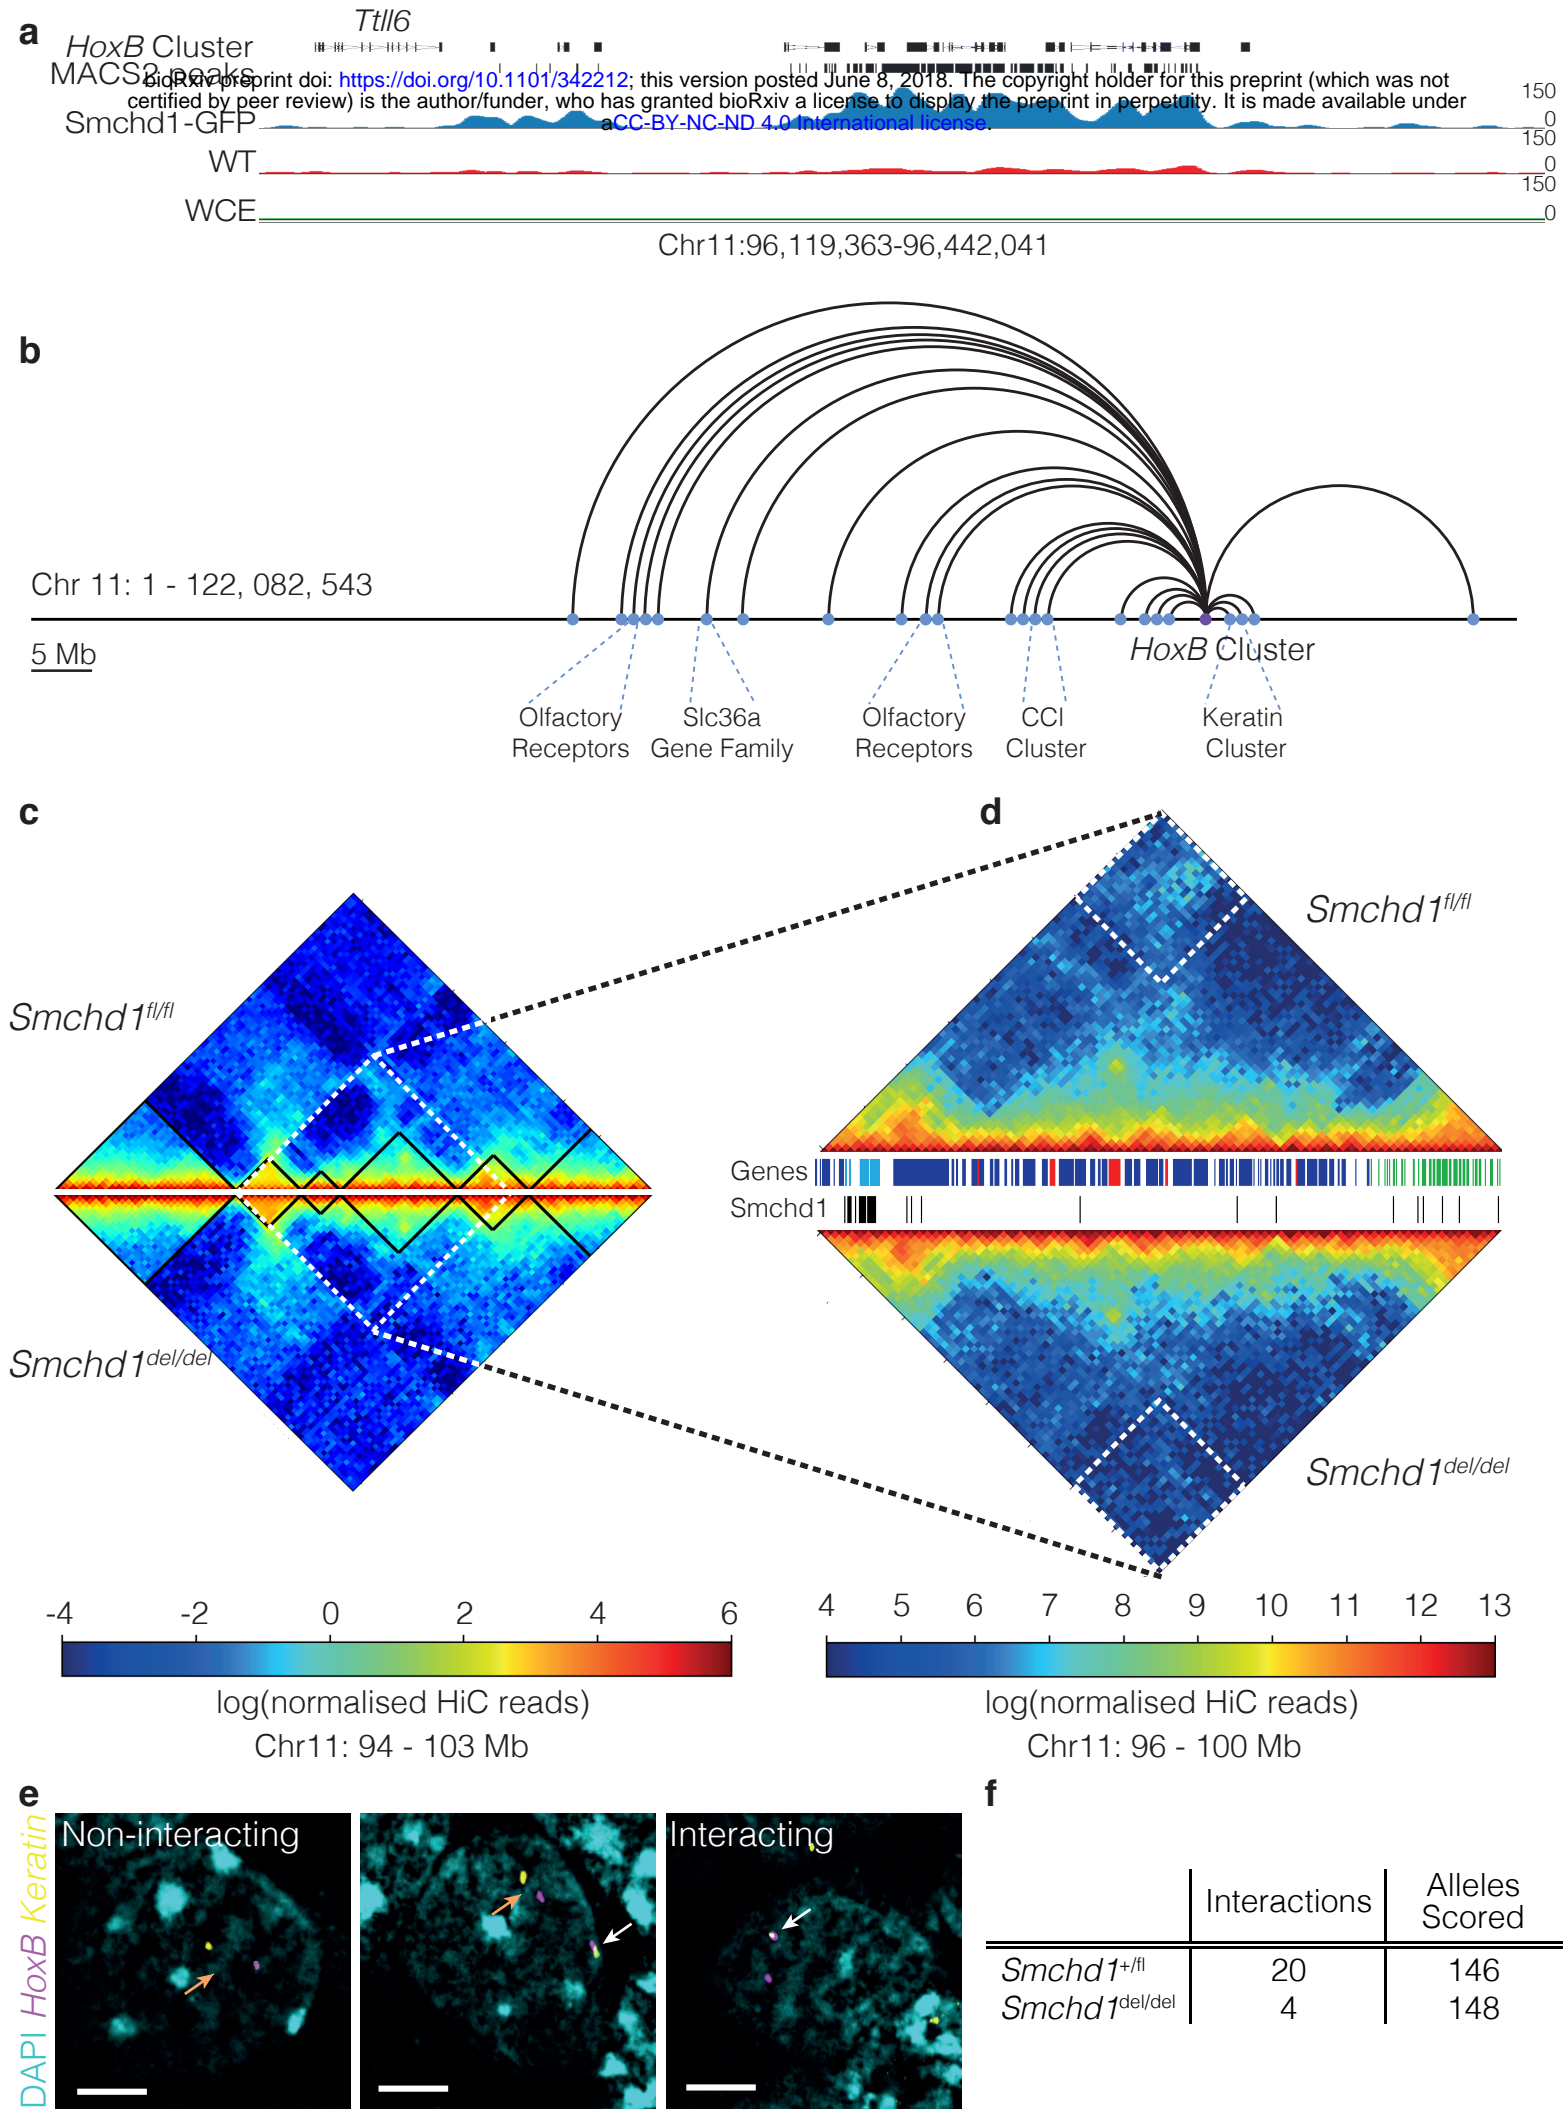 a
Ttll6
HoxB Cluster
MACS2 peaks
bioRxiv preprint doi: https://doi.org/10.1101/342212; this version posted June 8, 2018. The copyright holder for this preprint (which was not
certified by peer review) is the author/funder, who has granted bioRxiv a license to display the preprint in perpetuity. It is made available under
aCC-BY-NC-ND 4.0 International license.
150
Smchd1-GFP
0
150
WT
0
150
WCE
0
Chr11:96,119,363-96,442,041
b
Chr 11: 1 - 122, 082, 543
5 Mb
HoxB Cluster
Olfactory
Receptors
Slc36a
Gene Family
Olfactory
Receptors
CCl
Cluster
Keratin
Cluster
c
d
Smchd1fl/fl
Smchd1fl/fl
Genes
Smchd1
Smchd1del/del
Smchd1del/del
-4 -2 0 2 4 6
log(normalised HiC reads)
Chr11: 94 - 103 Mb
4 5 6 7 8 9 10 11 12 13
log(normalised HiC reads)
Chr11: 96 - 100 Mb
e
DAPI HoxB Keratin
Non-interacting
Interacting
f
Interactions Alleles Scored
Smchd1+/fl 20 146
Smchd1del/del 4 148